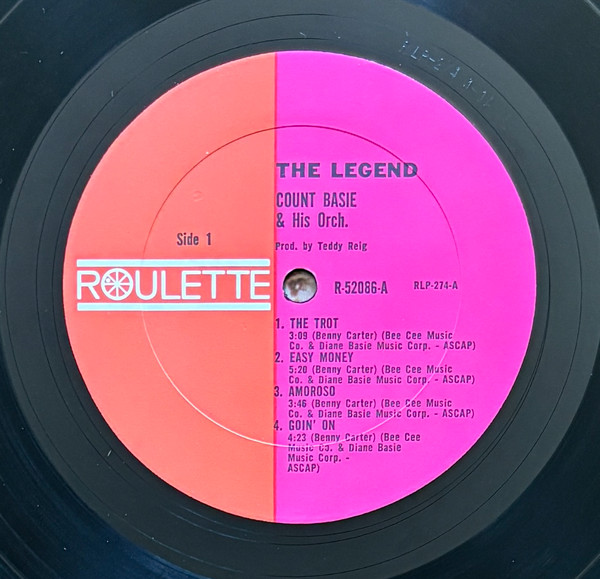 THE LEGEND
COUNT BASIE
& His Orch.
Side 1
Prod. by Teddy Reig
ROULETTE
R-52086-A RLP-274-A
1. THE TROT
3:09 (Benny Carter) (Bee Cee Music
Co. & Diane Basie Music Corp. - ASCAP)
2. EASY MONEY
5:20 (Benny Carter) (Bee Cee Music
Co. & Diane Basie Music Corp. - ASCAP)
3. AMOROSO
3:46 (Benny Carter) (Bee Cee Music
Co. & Diane Basie Music Corp. - ASCAP)
4. GOIN' ON
4:23 (Benny Carter) (Bee Cee
Music Co. & Diane Basie
Music Corp. -
ASCAP)